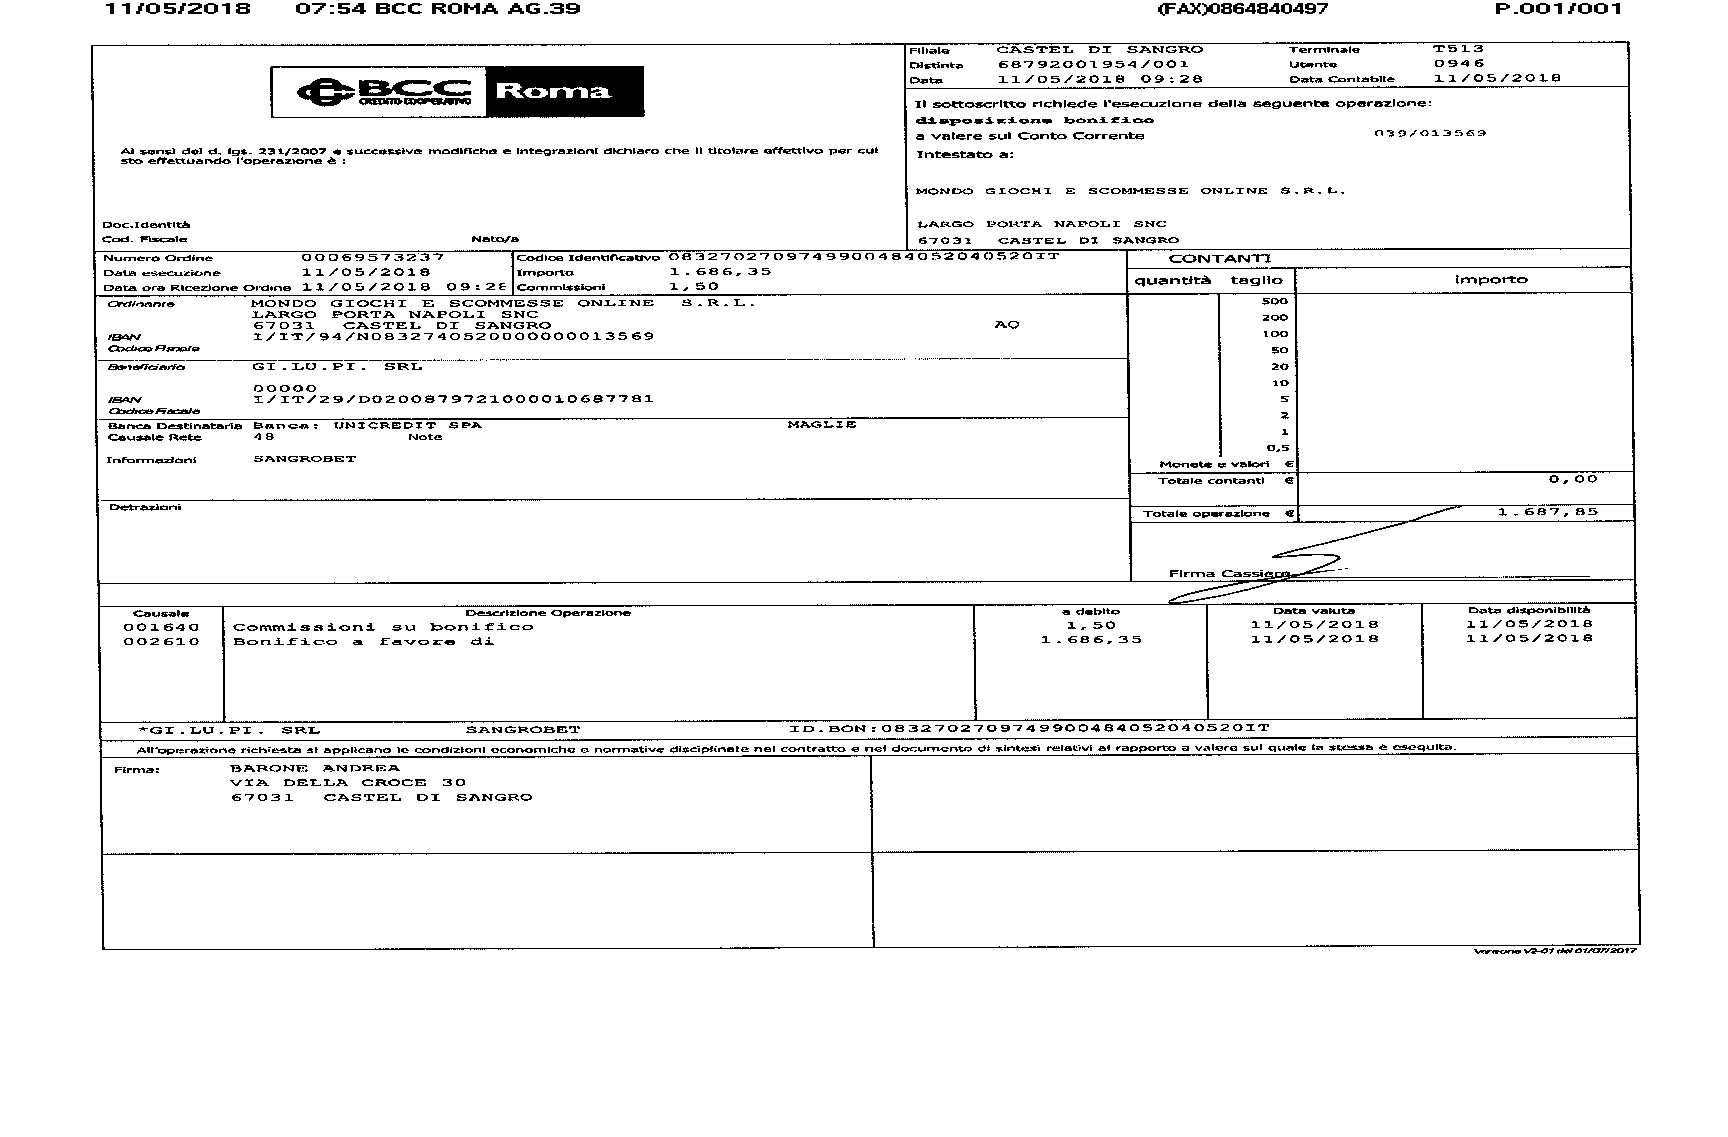 11/05/2018 07:54 BCC ROMA AG.39 (FAX)0864840497 P.001/001
BCC Roma
CREDITO COOPERATIVO
Filiale CASTEL DI SANGRO Terminale T513
Distinta 68792001954/001 Utente 0946
Data 11/05/2018 09:28 Data Contabile 11/05/2018
Il sottoscritto richiede l'esecuzione della seguente operazione:
disposizione bonifico
a valere sul Conto Corrente 039/013569
Intestato a:
MONDO GIOCHI E SCOMMESSE ONLINE S.R.L.
LARGO PORTA NAPOLI SNC
67031 CASTEL DI SANGRO
Ai sensi del d. lgs. 231/2007 e successive modifiche e integrazioni dichiaro che il titolare effettivo per cui
sto effettuando l'operazione è :
Doc.Identità
Cod. Fiscale Nato/a
Numero Ordine 00069573237 Codice Identificativo 0832702709749900484052040520IT
Data esecuzione 11/05/2018 Importo 1.686,35
Data ora Ricezione Ordine 11/05/2018 09:28 Commissioni 1,50
Ordinante MONDO GIOCHI E SCOMMESSE ONLINE S.R.L.
LARGO PORTA NAPOLI SNC
67031 CASTEL DI SANGRO AQ
IBAN I/IT/94/N0832740520000000013569
Codice Fiscale
Beneficiario GI.LU.PI. SRL
00000
IBAN I/IT/29/D0200879721000010687781
Codice Fiscale
Banca Destinataria Banca: UNICREDIT SPA MAGLIE
Causale Rete 48 Note
Informazioni SANGROBET
Detrazioni
CONTANTI
quantità taglio importo
500
200
100
50
20
10
5
2
1
0,5
Monete e valori €
Totale contanti € 0,00
Totale operazione € 1.687,85
Firma Cassiere
Causale Descrizione Operazione a debito Data valuta Data disponibilità
001640 Commissioni su bonifico 1,50 11/05/2018 11/05/2018
002610 Bonifico a favore di 1.686,35 11/05/2018 11/05/2018
*GI.LU.PI. SRL SANGROBET ID.BON:0832702709749900484052040520IT
All'operazione richiesta si applicano le condizioni economiche e normative disciplinate nel contratto e nel documento di sintesi relativi al rapporto a valere sul quale la stessa è eseguita.
Firma: BARONE ANDREA
VIA DELLA CROCE 30
67031 CASTEL DI SANGRO
Versione V2-01 del 01/07/2017